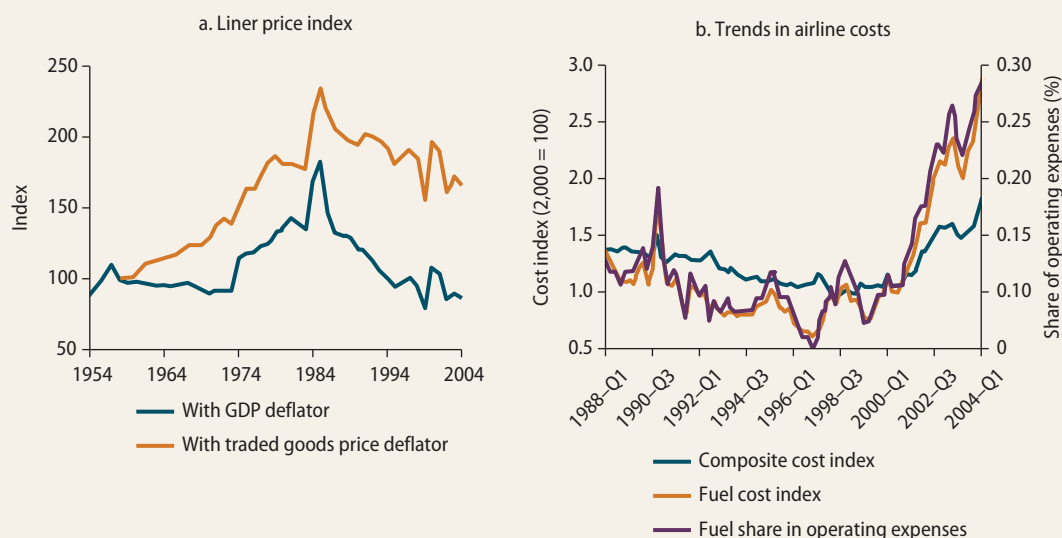 a. Liner price index
250
200
150
100
50
Index
1954 1964 1974 1984 1994 2004
With GDP deflator
With traded goods price deflator
b. Trends in airline costs
3.0
2.5
2.0
1.5
1.0
0.5
Cost index (2,000 = 100)
0.30
0.25
0.20
0.15
0.10
0
Share of operating expenses (%)
1988–Q1
1990–Q3
1992–Q1
1994–Q3
1996–Q1
1998–Q3
2000–Q1
2002–Q3
2004–Q1
Composite cost index
Fuel cost index
Fuel share in operating expenses